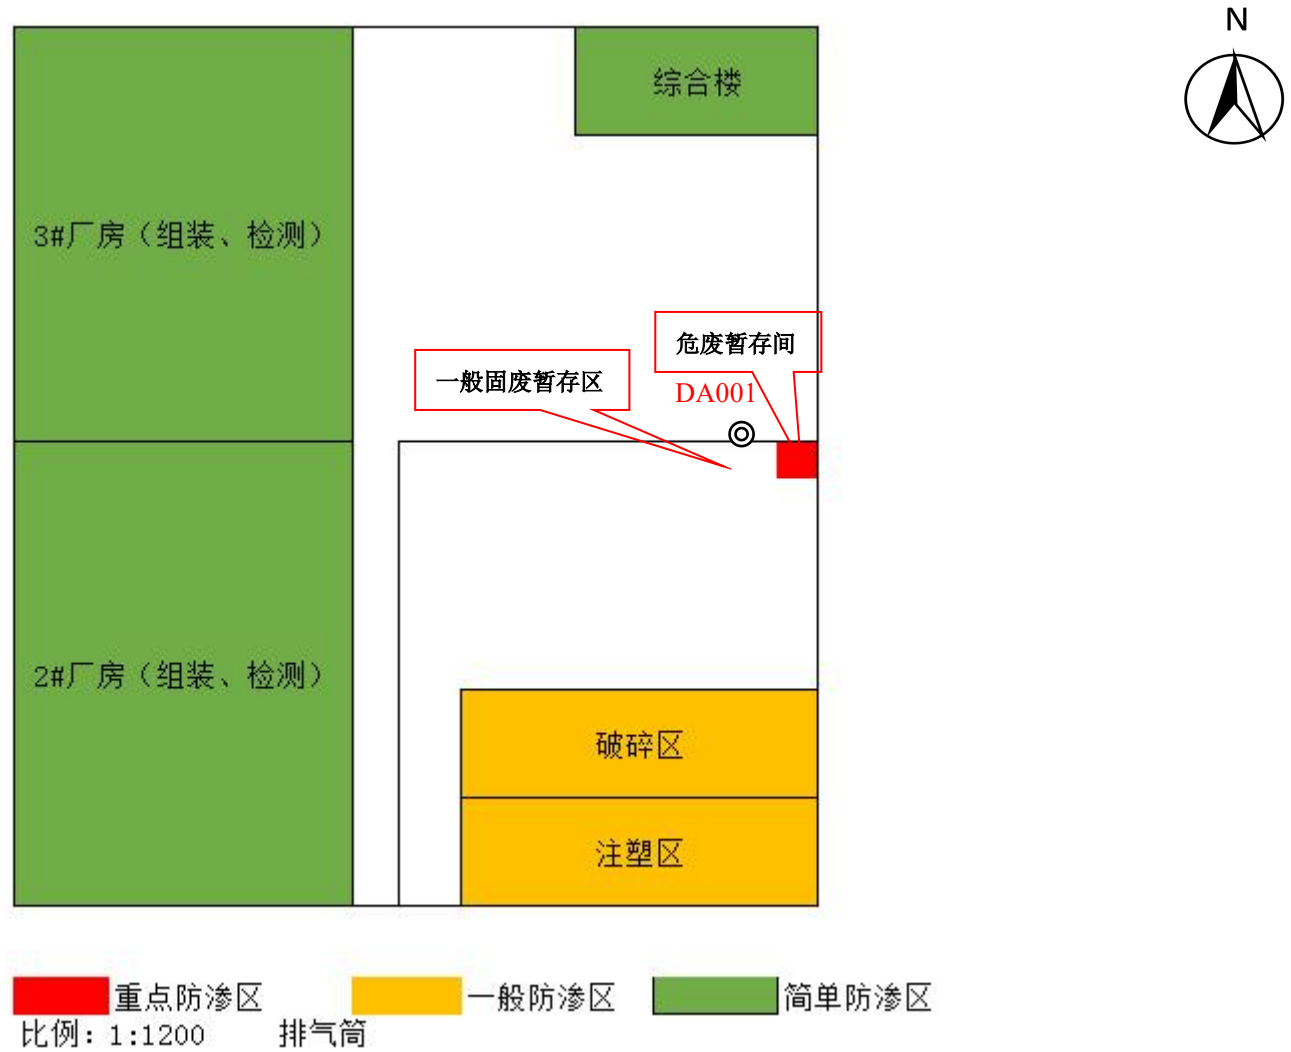 N
综合楼
3#厂房（组装、检测）
危废暂存间
一般固废暂存区
DA001
2#厂房（组装、检测）
破碎区
注塑区
重点防渗区 一般防渗区 简单防渗区
比例：1:1200 排气筒